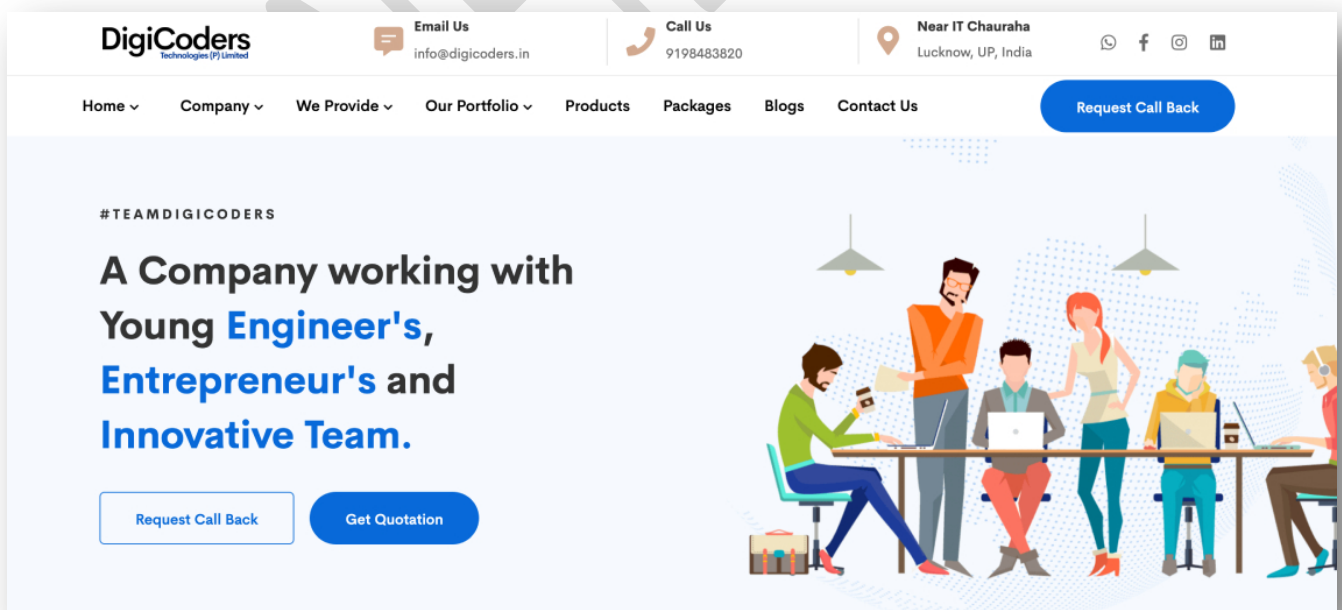 DigiCoders
Technologies (P) Limited
Email Us
info@digicoders.in
Call Us
9198483820
Near IT Chauraha
Lucknow, UP, India
Home
Company
We Provide
Our Portfolio
Products
Packages
Blogs
Contact Us
Request Call Back
#TEAMDIGICODERS
A Company working with
Young Engineer's,
Entrepreneur's and
Innovative Team.
Request Call Back
Get Quotation